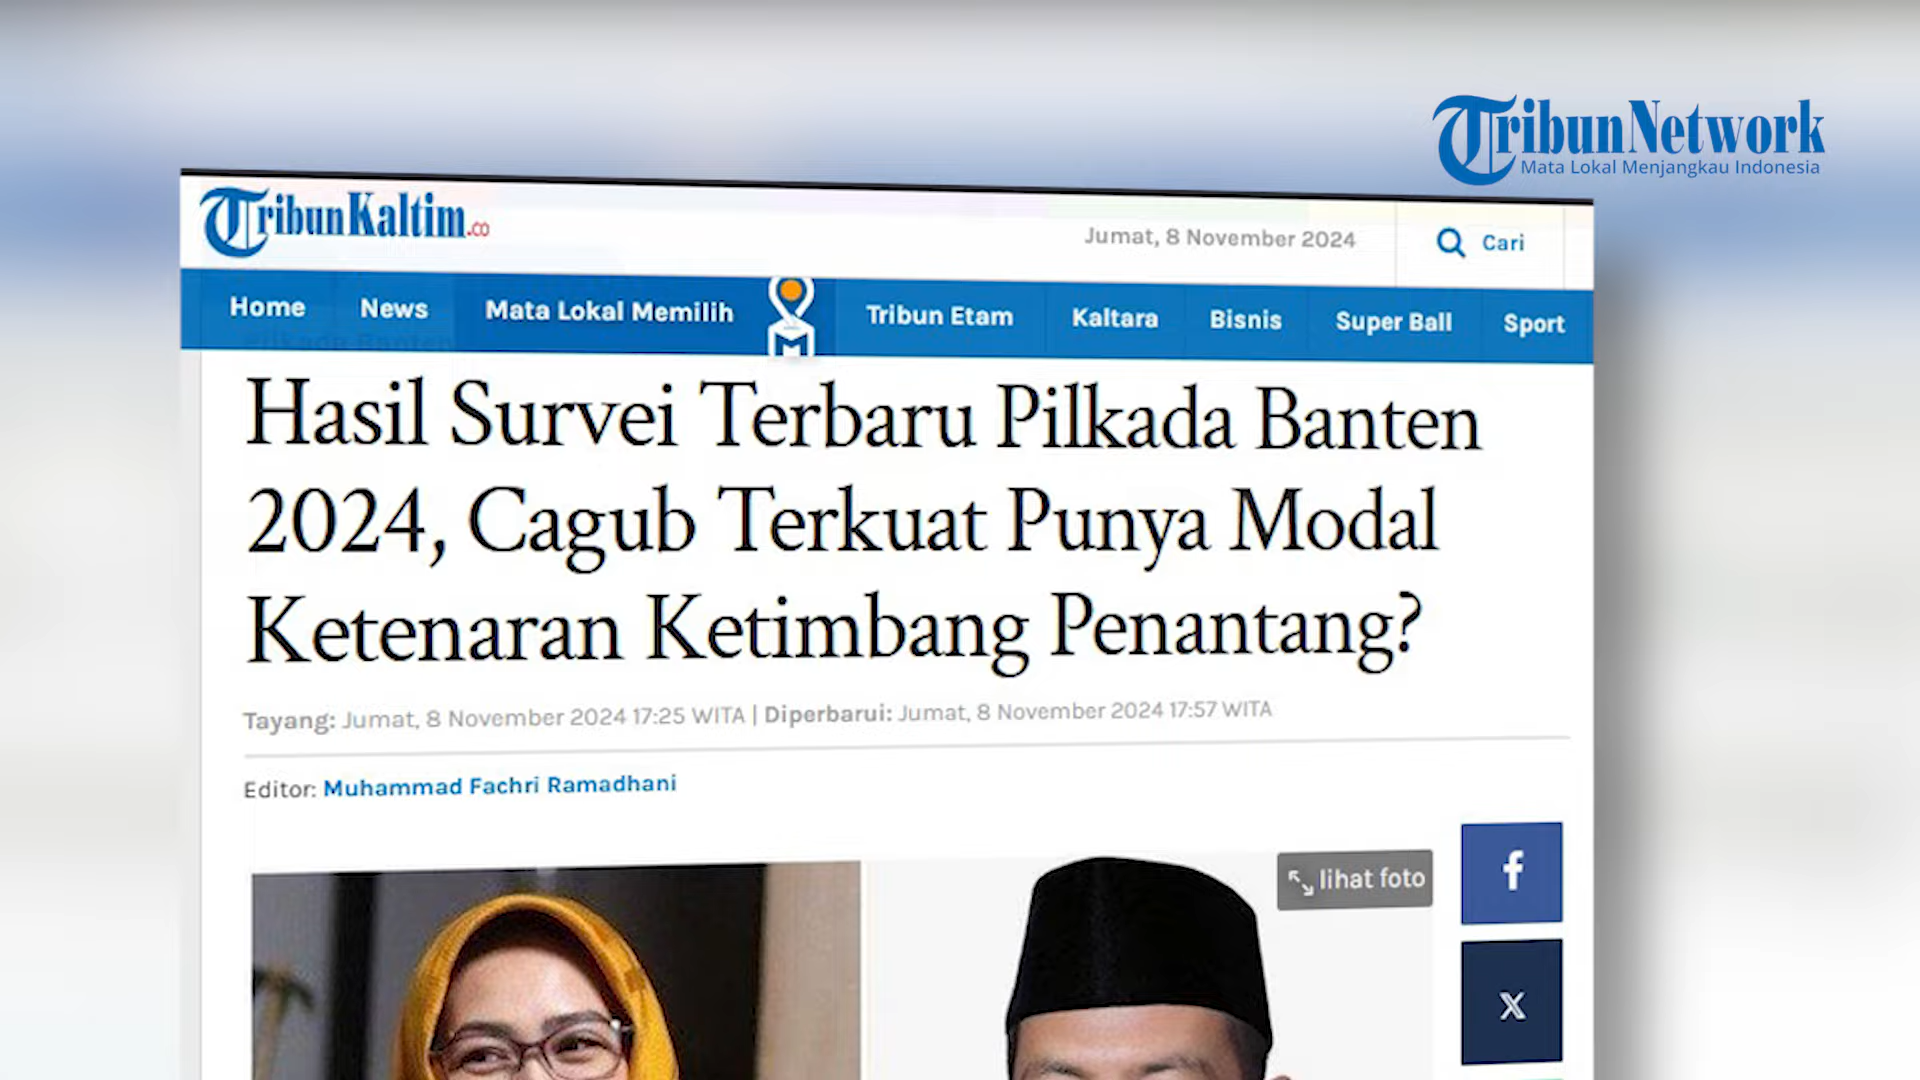 TribunNetwork
Mata Lokal Menjangkau Indonesia
TribunKaltim.co
Jumat, 8 November 2024
Cari
Home
News
Mata Lokal Memilih
Tribun Etam
Kaltara
Bisnis
Super Ball
Sport
Pilkada Banten
Hasil Survei Terbaru Pilkada Banten
2024, Cagub Terkuat Punya Modal
Ketenaran Ketimbang Penantang?
Tayang: Jumat, 8 November 2024 17:25 WITA | Diperbarui: Jumat, 8 November 2024 17:57 WITA
Editor: Muhammad Fachri Ramadhani
lihat foto